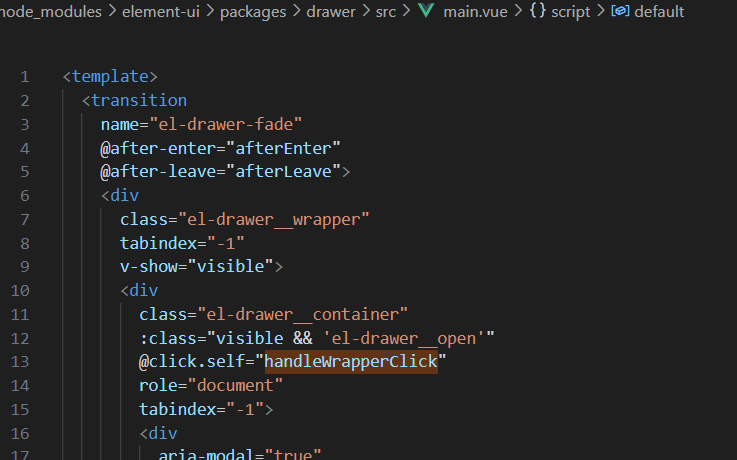 node_modules > element-ui > packages > drawer > src > main.vue > {} script > default
1 <template>
2 <transition
3 name="el-drawer-fade"
4 @after-enter="afterEnter"
5 @after-leave="afterLeave">
6 <div
7 class="el-drawer__wrapper"
8 tabindex="-1"
9 v-show="visible">
10 <div
11 class="el-drawer__container"
12 :class="visible && 'el-drawer__open'"
13 @click.self="handleWrapperClick"
14 role="document"
15 tabindex="-1">
16 <div
aria-modal="true"